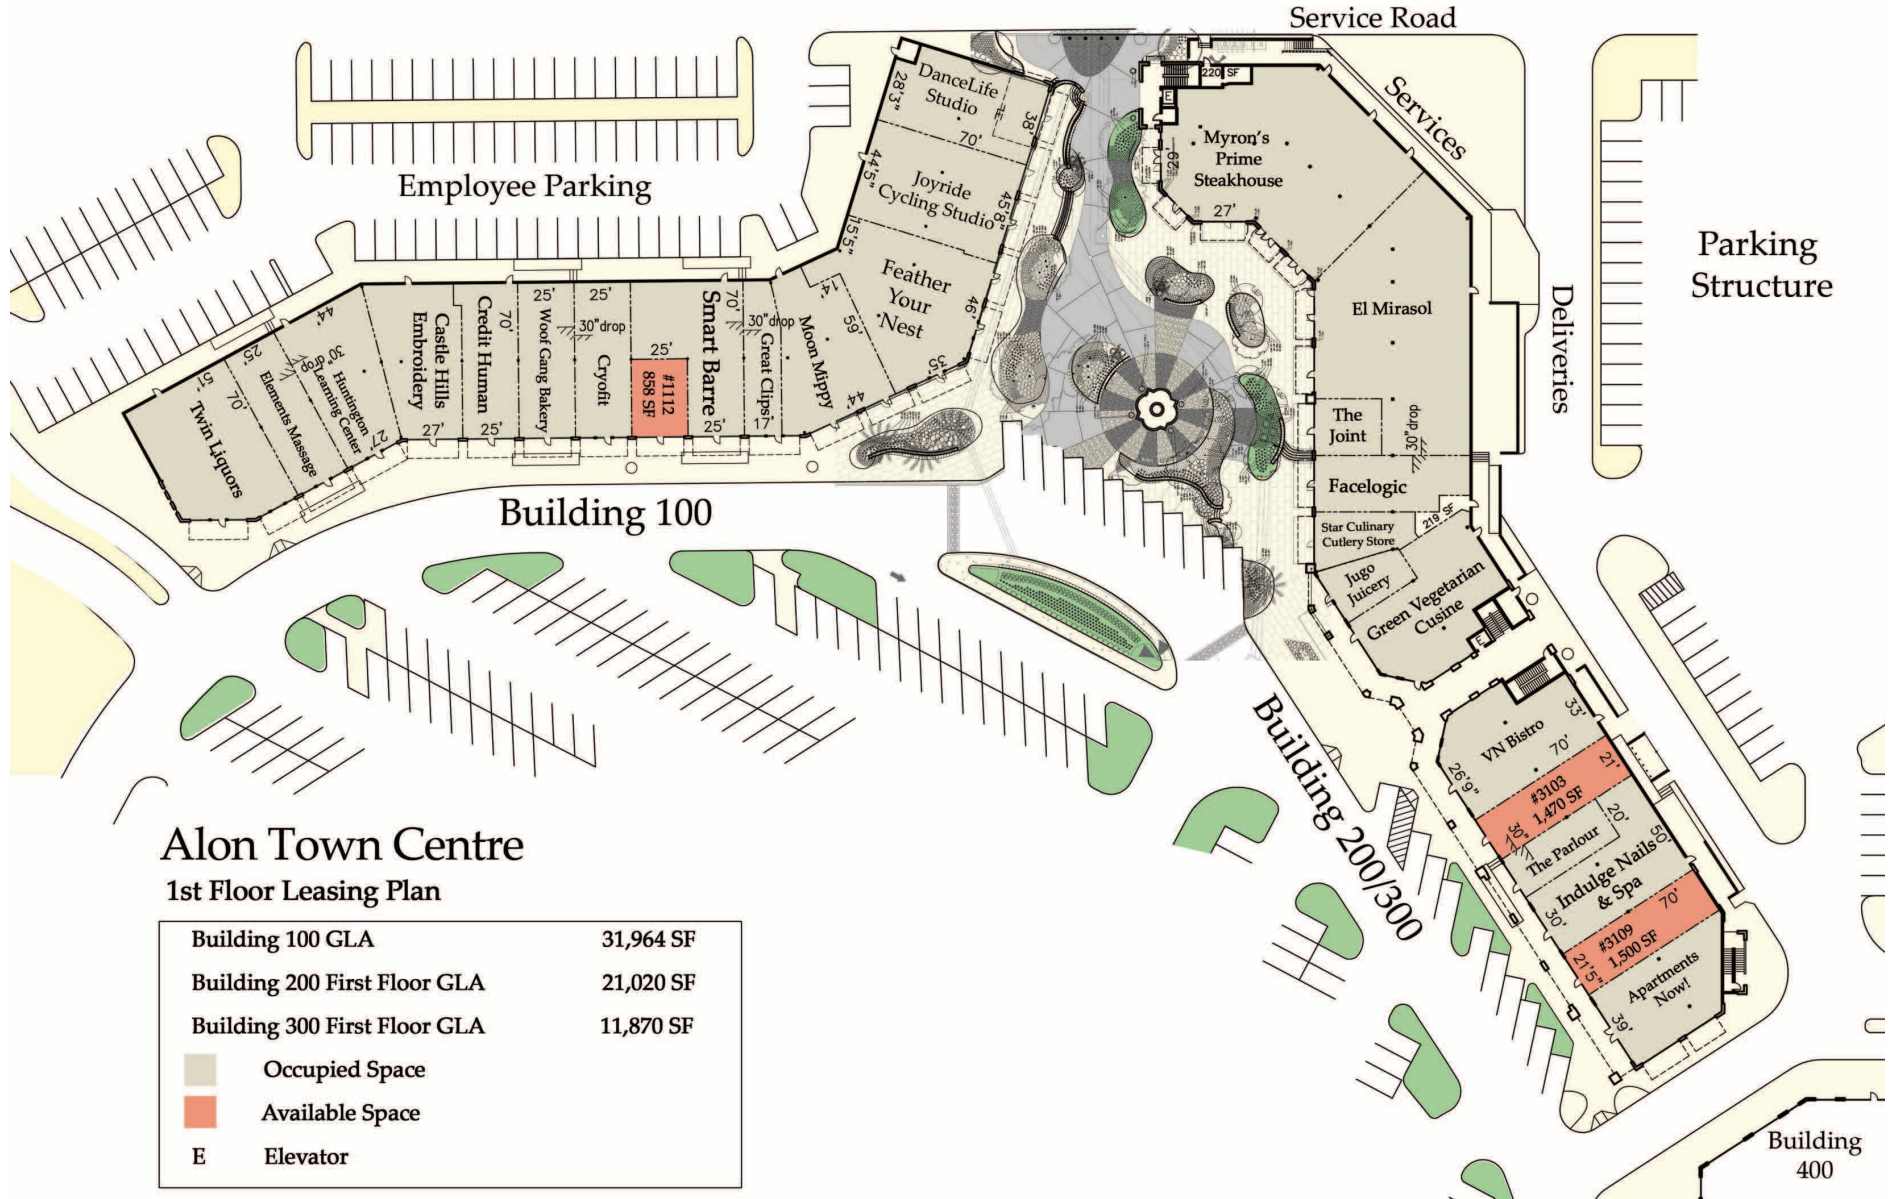 Service Road
Services
Employee Parking
Parking
Structure
Deliveries
DanceLife
Studio
28'3"
38'
70'
Joyride
Cycling Studio
44'5"
45'8"
15'5"
Feather
Your
Nest
46'
35'
14'
59'
Moon Mippy
44'
Great Clips
17'
30"drop
70'
Smart Barre
25'
25'
#1112
858 SF
25'
Cryofit
30"drop
25'
Woof Gang Bakery
70'
Credit Human
25'
Castle Hills
Embroidery
27'
44'
30"drop
Huntington
Learning Center
27'
25'
Elements Massage
70'
51'
Twin Liquors
Building 100
220 SF
E
Myron's
Prime
Steakhouse
29'
27'
El Mirasol
The
Joint
30"drop
Facelogic
219 SF
Star Culinary
Cutlery Store
Jugo
Juicery
Green Vegetarian
Cusine
E
VN Bistro
33'
70'
26'9"
21'
#3103
1,470 SF
30"
20'
The Parlour
50'
Indulge Nails
& Spa
30'
70'
#3109
1,500 SF
21'5"
Apartments
Now!
39'
Building 200/300
Building
400
Alon Town Centre
1st Floor Leasing Plan
Building 100 GLA 31,964 SF
Building 200 First Floor GLA 21,020 SF
Building 300 First Floor GLA 11,870 SF
Occupied Space
Available Space
E Elevator